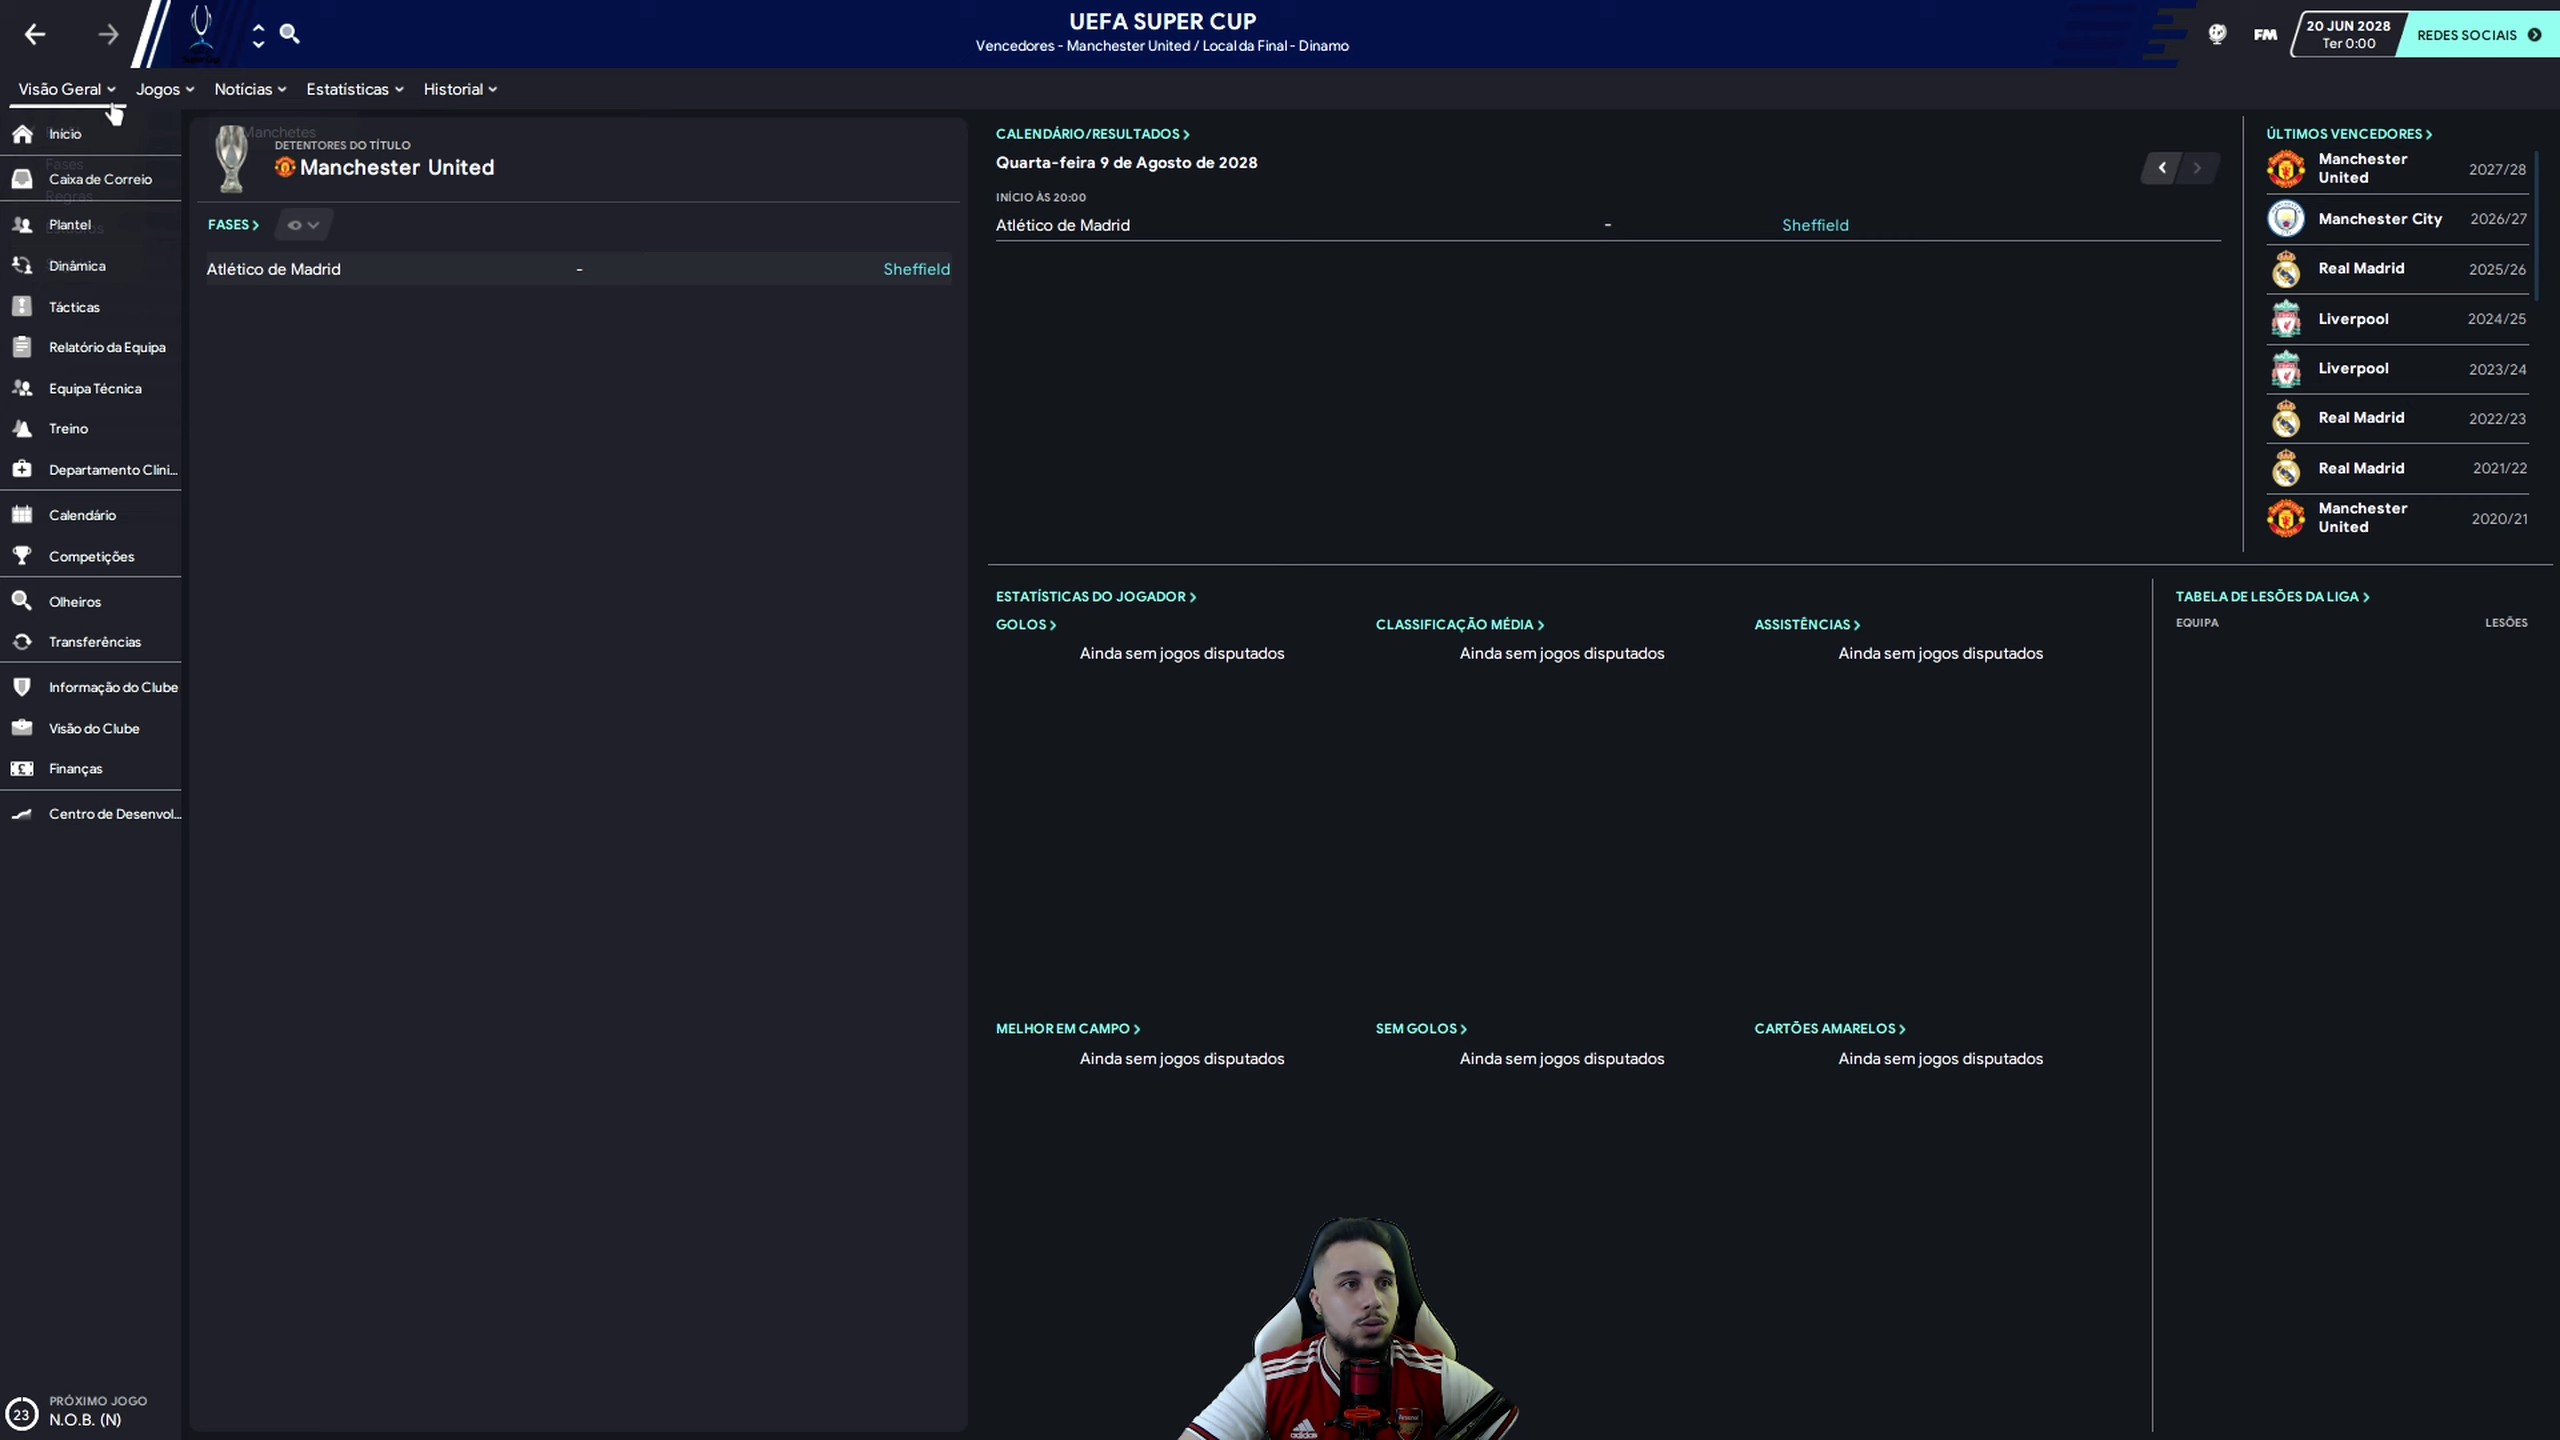 UEFA SUPER CUP
Vencedores - Manchester United / Local da Final - Dinamo
FM
20 JUN 2028
Ter 0:00
REDES SOCIAIS
Visão Geral
Jogos
Notícias
Estatísticas
Historial
Início
Fases
Caixa de Correio
Regras
Plantel
Dinâmica
Tácticas
Relatório da Equipa
Equipa Técnica
Treino
Departamento Clíni...
Calendário
Competições
Olheiros
Transferências
Informação do Clube
Visão do Clube
Finanças
Centro de Desenvol...
23
PRÓXIMO JOGO
N.O.B. (N)
Manchetes
DETENTORES DO TÍTULO
Manchester United
FASES
Atlético de Madrid - Sheffield
CALENDÁRIO/RESULTADOS
Quarta-feira 9 de Agosto de 2028
INÍCIO ÀS 20:00
Atlético de Madrid - Sheffield
ÚLTIMOS VENCEDORES
Manchester United 2027/28
Manchester City 2026/27
Real Madrid 2025/26
Liverpool 2024/25
Liverpool 2023/24
Real Madrid 2022/23
Real Madrid 2021/22
Manchester United 2020/21
ESTATÍSTICAS DO JOGADOR
GOLOS
Ainda sem jogos disputados
CLASSIFICAÇÃO MÉDIA
Ainda sem jogos disputados
ASSISTÊNCIAS
Ainda sem jogos disputados
MELHOR EM CAMPO
Ainda sem jogos disputados
SEM GOLOS
Ainda sem jogos disputados
CARTÕES AMARELOS
Ainda sem jogos disputados
TABELA DE LESÕES DA LIGA
EQUIPA LESÕES
adidas
Arsenal